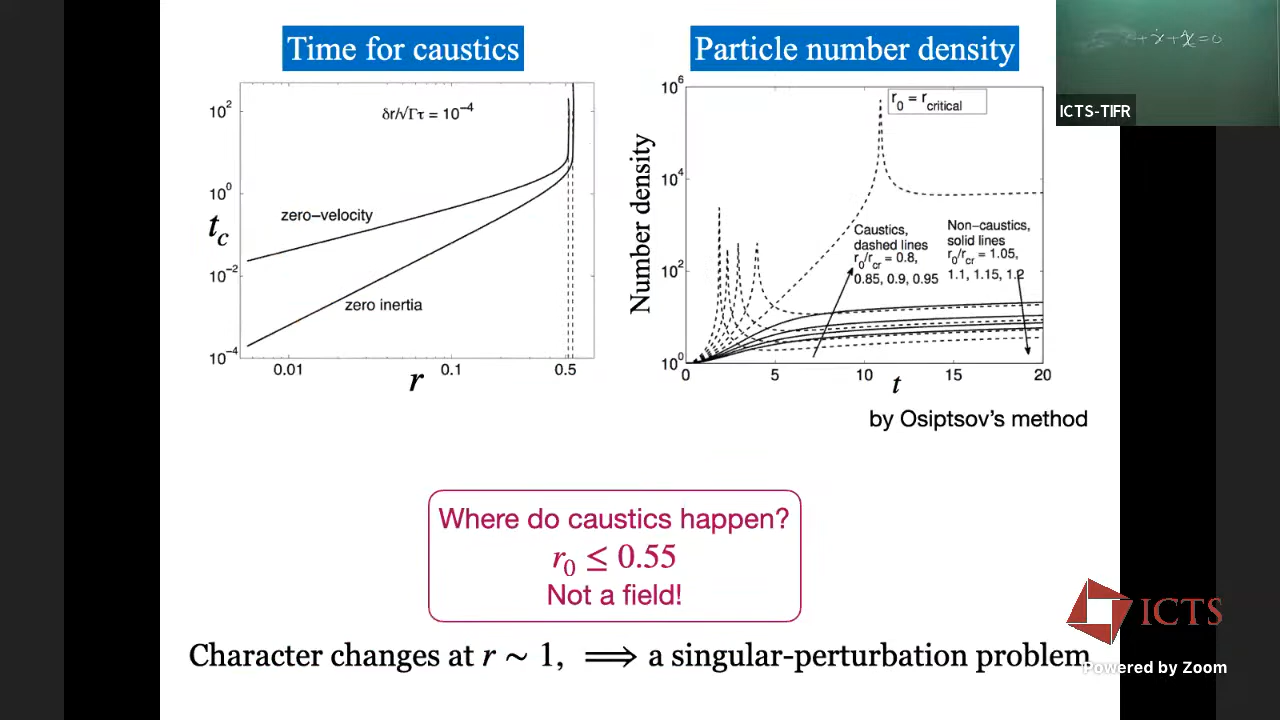 Time for caustics
δr/√Γτ = 10⁻⁴
10²
10⁰
10⁻²
10⁻⁴
t_c
zero−velocity
zero inertia
0.01
0.1
0.5
r
Particle number density
10⁶
10⁴
10²
10⁰
Number density
r₀ = r_critical
Caustics,
dashed lines
r₀/r_cr = 0.8,
0.85, 0.9, 0.95
Non−caustics,
solid lines
r₀/r_cr = 1.05,
1.1, 1.15, 1.2
0
5
10
15
20
t
by Osiptsov's method
Where do caustics happen?
r₀ ≤ 0.55
Not a field!
Character changes at r ∼ 1, ⟹ a singular-perturbation problem
ICTS-TIFR
ICTS
Powered by Zoom